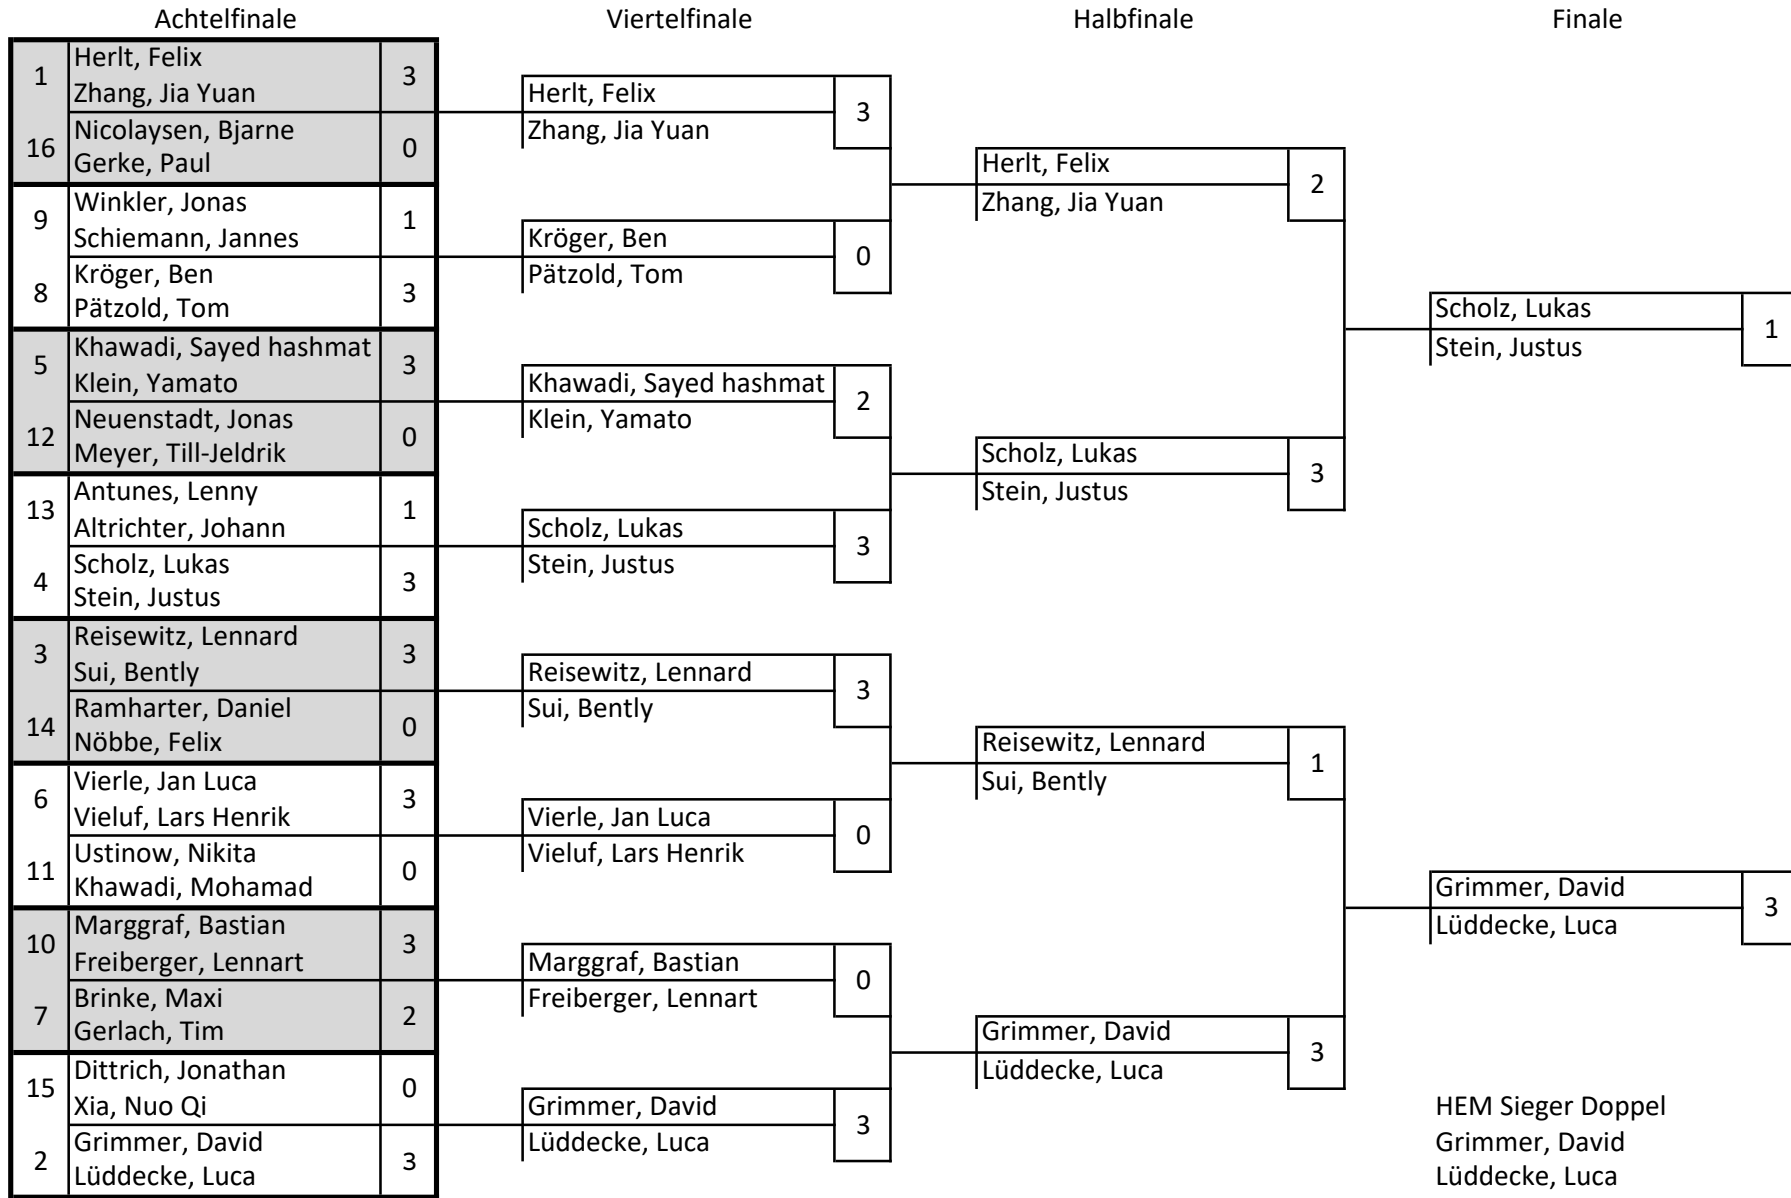 Achtelfinale
1
Herlt, Felix
Zhang, Jia Yuan
3
16
Nicolaysen, Bjarne
Gerke, Paul
0
9
Winkler, Jonas
Schiemann, Jannes
1
8
Kröger, Ben
Pätzold, Tom
3
5
Khawadi, Sayed hashmat
Klein, Yamato
3
12
Neuenstadt, Jonas
Meyer, Till-Jeldrik
0
13
Antunes, Lenny
Altrichter, Johann
1
4
Scholz, Lukas
Stein, Justus
3
3
Reisewitz, Lennard
Sui, Bently
3
14
Ramharter, Daniel
Nöbbe, Felix
0
6
Vierle, Jan Luca
Vieluf, Lars Henrik
3
11
Ustinow, Nikita
Khawadi, Mohamad
0
10
Marggraf, Bastian
Freiberger, Lennart
3
7
Brinke, Maxi
Gerlach, Tim
2
15
Dittrich, Jonathan
Xia, Nuo Qi
0
2
Grimmer, David
Lüddecke, Luca
3
Viertelfinale
Herlt, Felix
Zhang, Jia Yuan
3
Kröger, Ben
Pätzold, Tom
0
Khawadi, Sayed hashmat
Klein, Yamato
2
Scholz, Lukas
Stein, Justus
3
Reisewitz, Lennard
Sui, Bently
3
Vierle, Jan Luca
Vieluf, Lars Henrik
0
Marggraf, Bastian
Freiberger, Lennart
0
Grimmer, David
Lüddecke, Luca
3
Halbfinale
Herlt, Felix
Zhang, Jia Yuan
2
Scholz, Lukas
Stein, Justus
3
Reisewitz, Lennard
Sui, Bently
1
Grimmer, David
Lüddecke, Luca
3
Finale
Scholz, Lukas
Stein, Justus
1
Grimmer, David
Lüddecke, Luca
3
HEM Sieger Doppel
Grimmer, David
Lüddecke, Luca